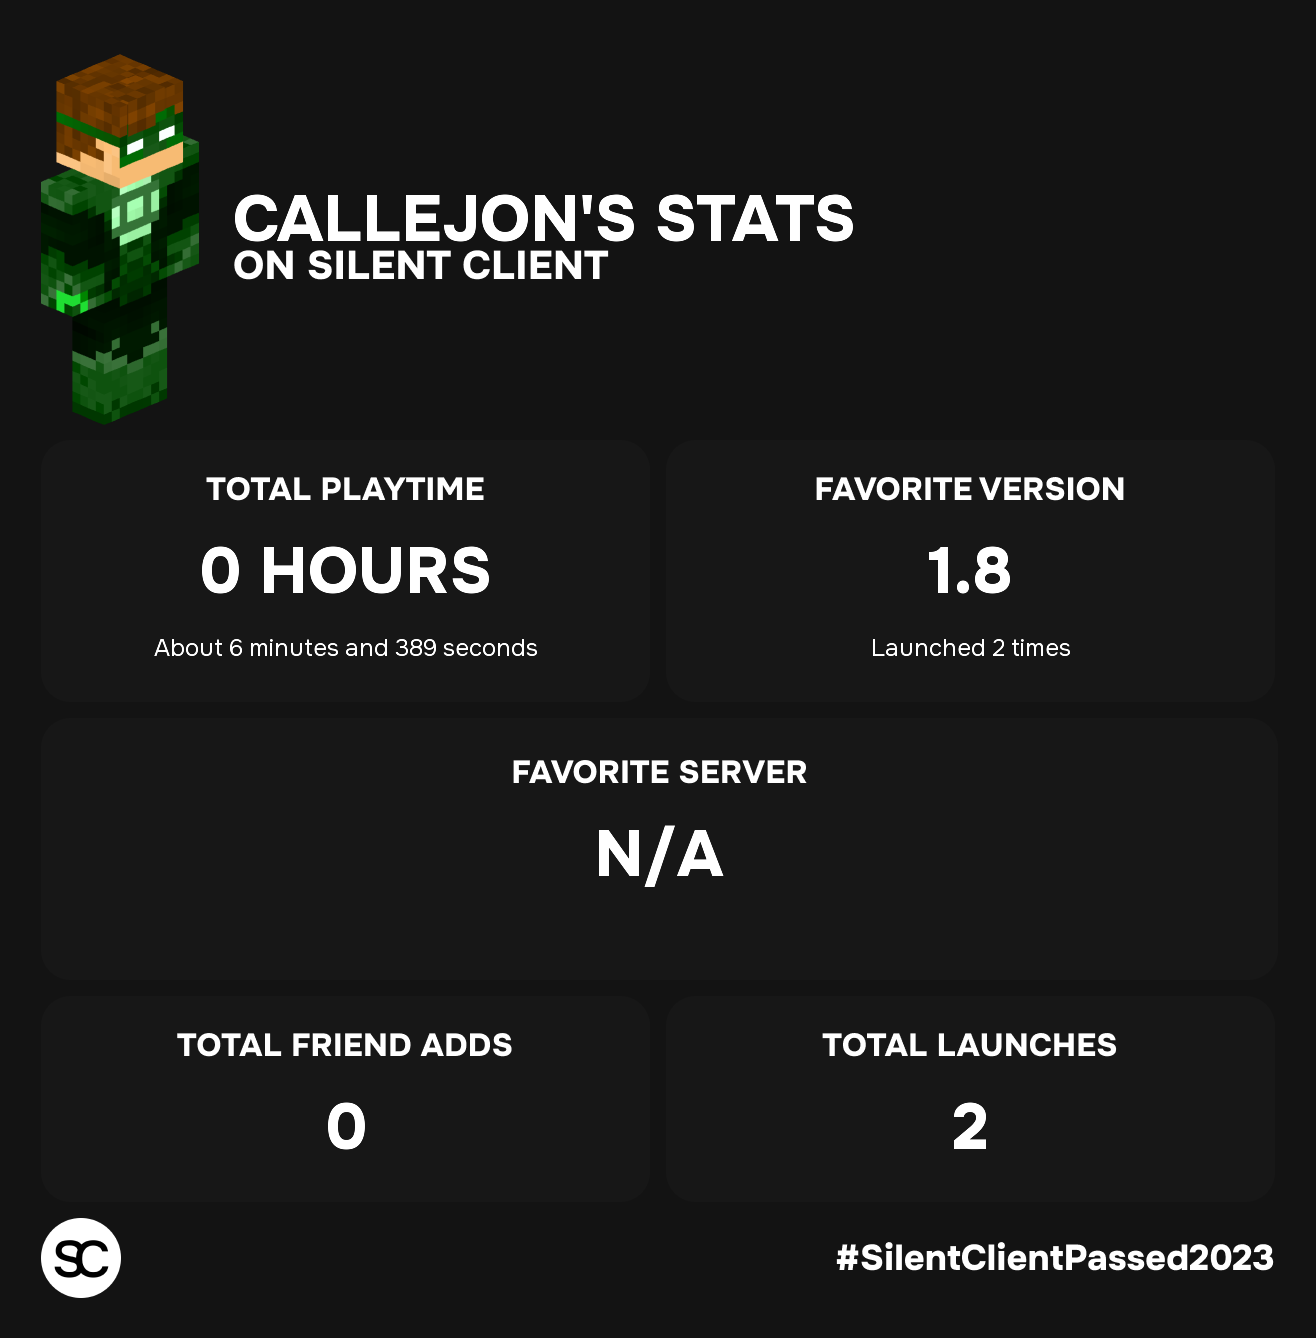 CALLEJON'S STATS
ON SILENT CLIENT
TOTAL PLAYTIME
0 HOURS
About 6 minutes and 389 seconds
FAVORITE VERSION
1.8
Launched 2 times
FAVORITE SERVER
N/A
TOTAL FRIEND ADDS
0
TOTAL LAUNCHES
2
SC
#SilentClientPassed2023